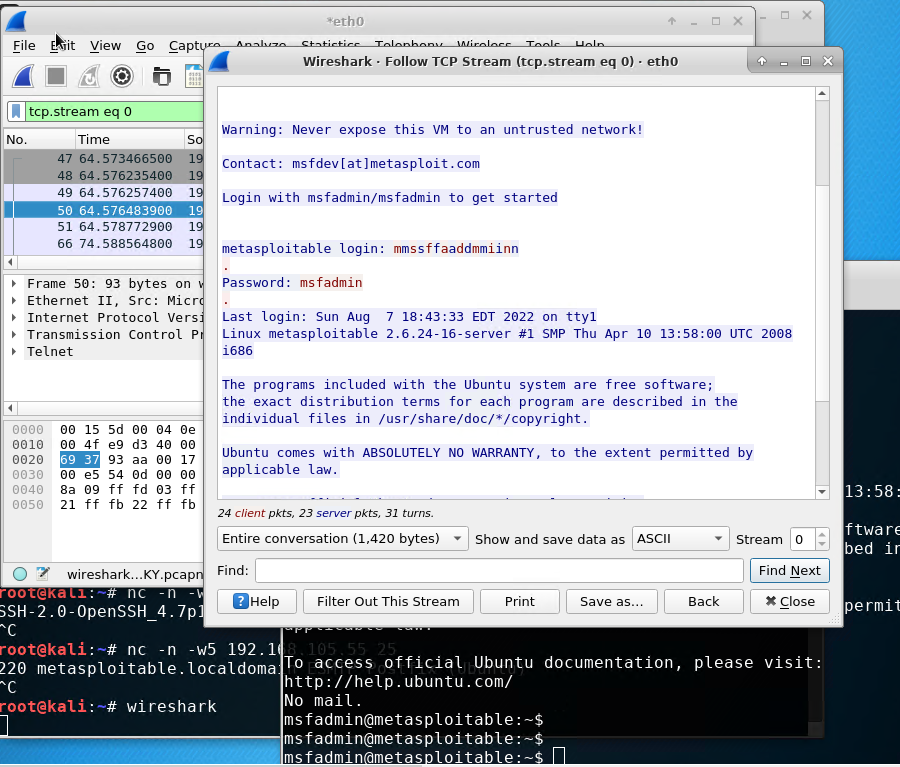 *eth0
File Edit View Go Capture Analyze Statistics Telephony Wireless Tools Help
tcp.stream eq 0
No. Time So
47 64.573466500 19
48 64.576235400 19
49 64.576257400 19
50 64.576483900 19
51 64.578772900 19
66 74.588564800 19
Frame 50: 93 bytes on w
Ethernet II, Src: Micro
Internet Protocol Versi
Transmission Control Pr
Telnet
0000 00 15 5d 00 04 0e
0010 00 4f e9 d3 40 00
0020 69 37 93 aa 00 17
0030 00 e5 54 0d 00 00
0040 8a 09 ff fd 03 ff
0050 21 ff fb 22 ff fb
wireshark...KY.pcapn
Wireshark · Follow TCP Stream (tcp.stream eq 0) · eth0
Warning: Never expose this VM to an untrusted network!
Contact: msfdev[at]metasploit.com
Login with msfadmin/msfadmin to get started
metasploitable login: mmssffaaddmmiinn
.
Password: msfadmin
.
Last login: Sun Aug  7 18:43:33 EDT 2022 on tty1
Linux metasploitable 2.6.24-16-server #1 SMP Thu Apr 10 13:58:00 UTC 2008
i686
The programs included with the Ubuntu system are free software;
the exact distribution terms for each program are described in the
individual files in /usr/share/doc/*/copyright.
Ubuntu comes with ABSOLUTELY NO WARRANTY, to the extent permitted by
applicable law.
24 client pkts, 23 server pkts, 31 turns.
Entire conversation (1,420 bytes) Show and save data as ASCII Stream 0
Find: Find Next
Help Filter Out This Stream Print Save as... Back Close
13:58:
ftware
bed in
permit
root@kali:~# nc -n -w
SSH-2.0-OpenSSH_4.7p1
^C
root@kali:~# nc -n -w5 192.168.105.55 25
220 metasploitable.localdomai
^C
root@kali:~# wireshark
applicable law.
To access official Ubuntu documentation, please visit:
http://help.ubuntu.com/
No mail.
msfadmin@metasploitable:~$
msfadmin@metasploitable:~$
msfadmin@metasploitable:~$